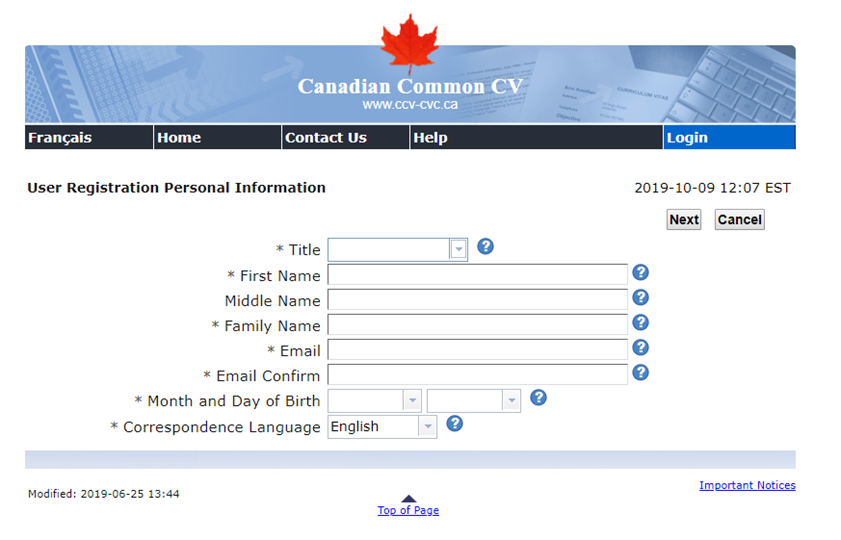 Canadian Common CV
www.ccv-cvc.ca
CURRICULUM VITAE
Français Home Contact Us Help Login
User Registration Personal Information 2019-10-09 12:07 EST
Next Cancel
* Title
* First Name
Middle Name
* Family Name
* Email
* Email Confirm
* Month and Day of Birth
* Correspondence Language English
Important Notices
Modified: 2019-06-25 13:44
Top of Page